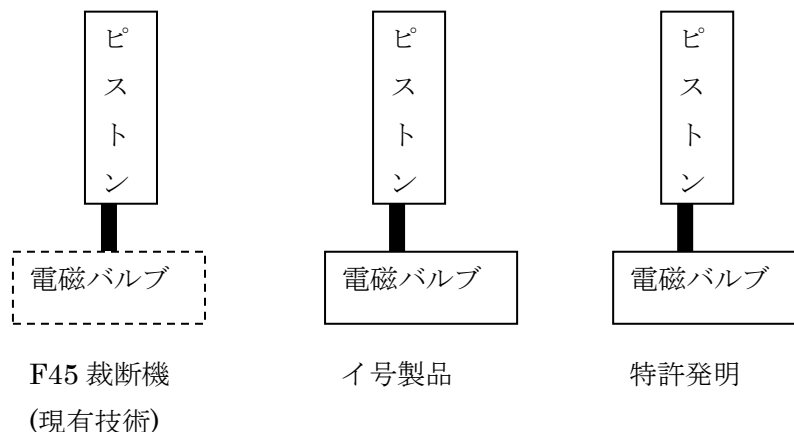 ピストン
ピストン
ピストン
電磁バルブ
電磁バルブ
電磁バルブ
F45 裁断機
イ号製品
特許発明
(現有技術)